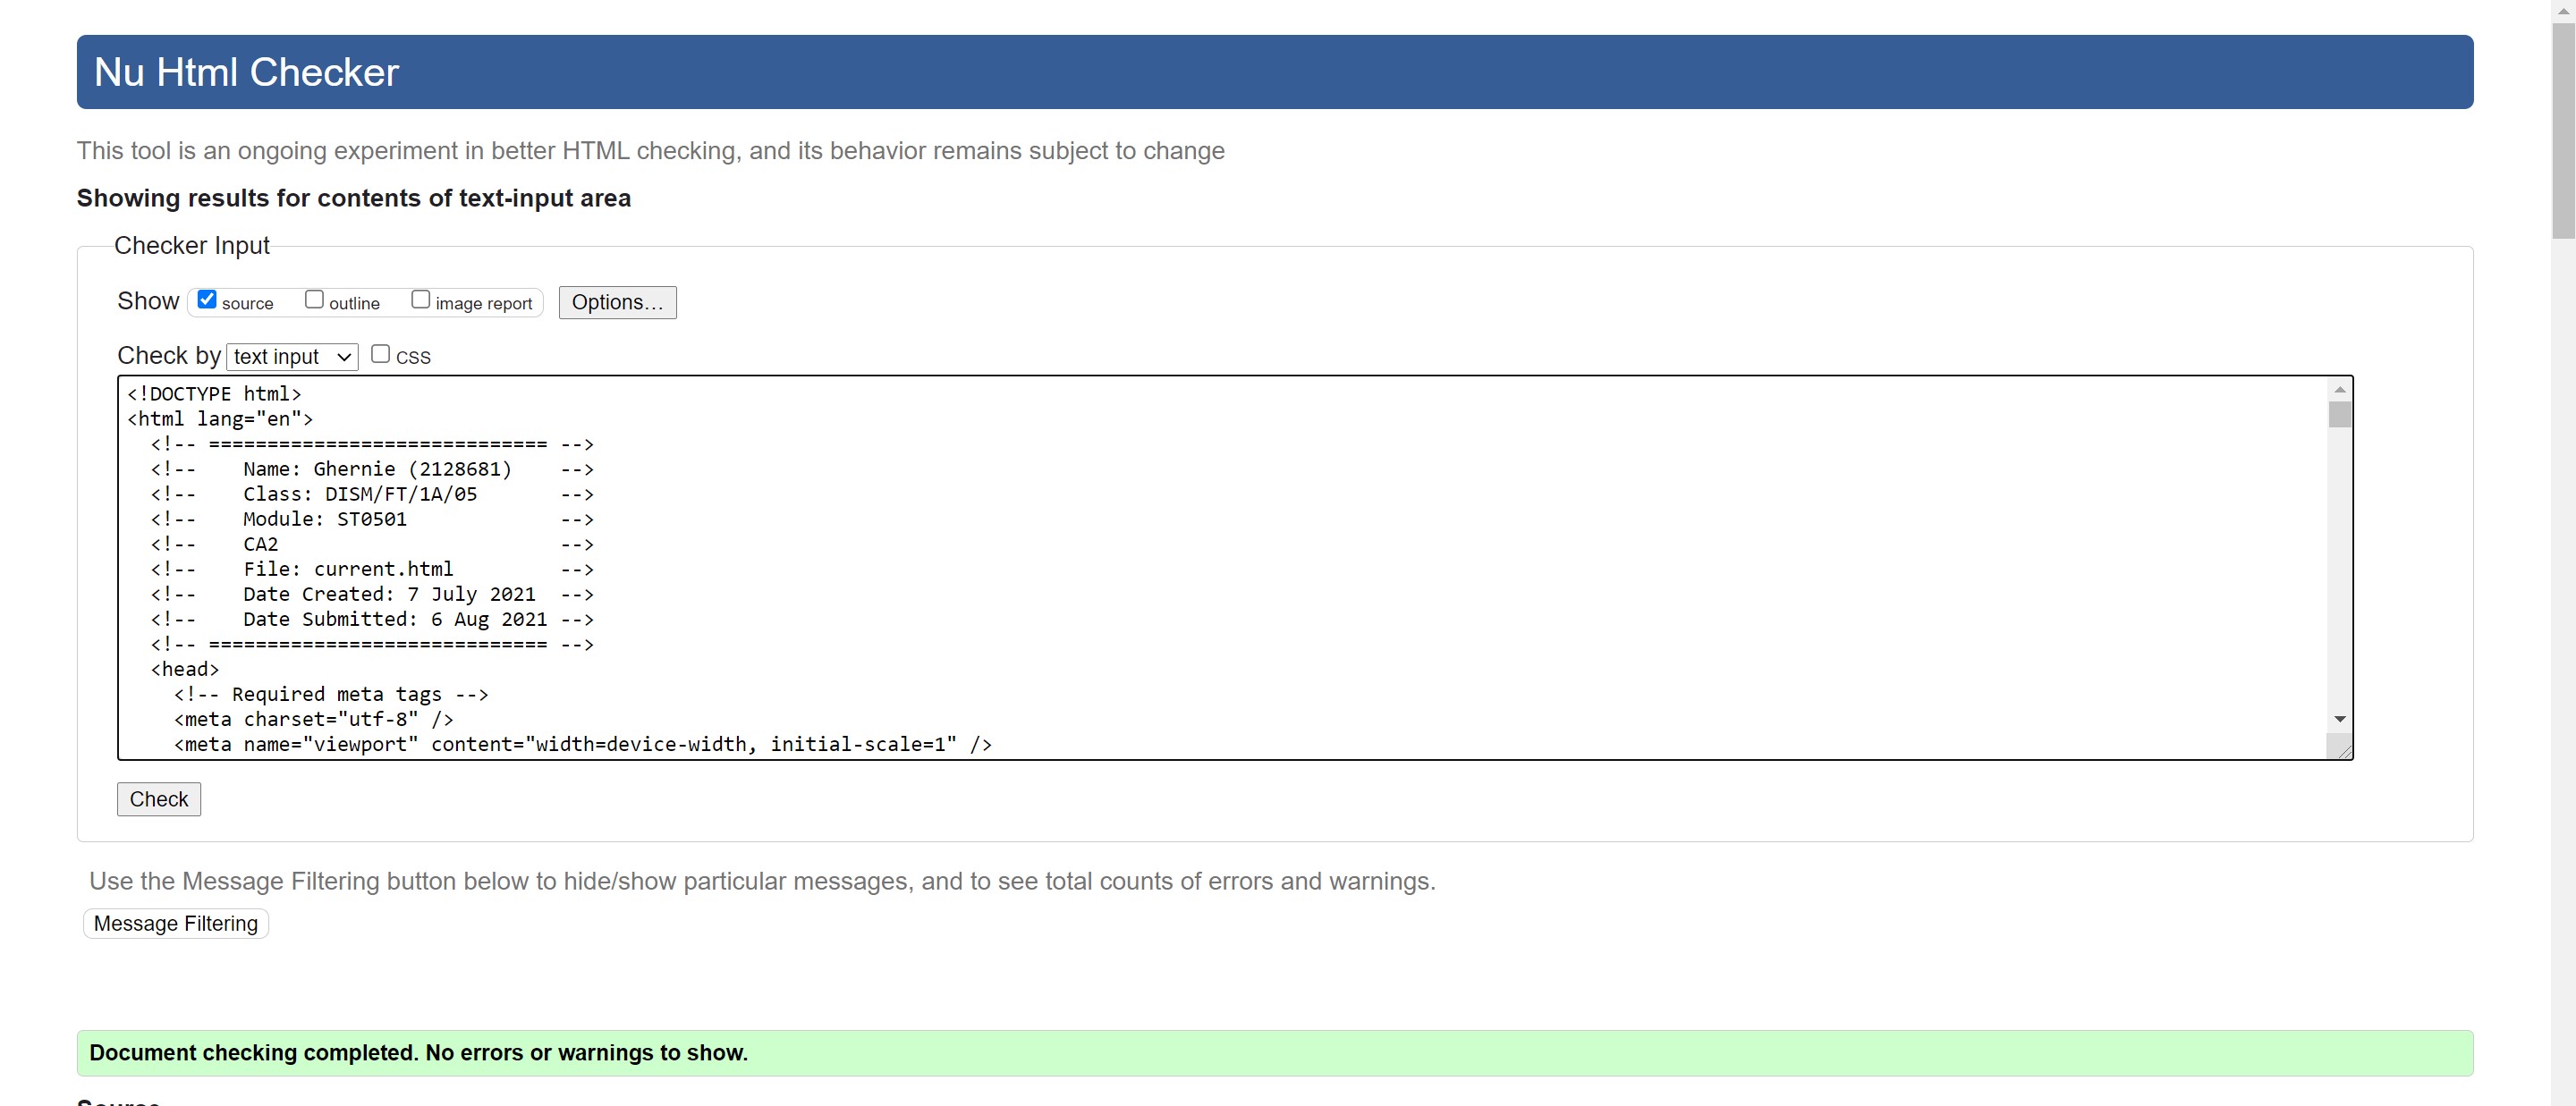 Nu Html Checker
This tool is an ongoing experiment in better HTML checking, and its behavior remains subject to change
Showing results for contents of text-input area
Checker Input
Show source outline image report Options...
Check by text input CSS
<!DOCTYPE html>
<html lang="en">
<!-- ============================= -->
<!--    Name: Ghernie (2128681)    -->
<!--    Class: DISM/FT/1A/05       -->
<!--    Module: ST0501             -->
<!--    CA2                        -->
<!--    File: current.html         -->
<!--    Date Created: 7 July 2021  -->
<!--    Date Submitted: 6 Aug 2021 -->
<!-- ============================= -->
<head>
<!-- Required meta tags -->
<meta charset="utf-8" />
<meta name="viewport" content="width=device-width, initial-scale=1" />
Check
Use the Message Filtering button below to hide/show particular messages, and to see total counts of errors and warnings.
Message Filtering
Document checking completed. No errors or warnings to show.
Source